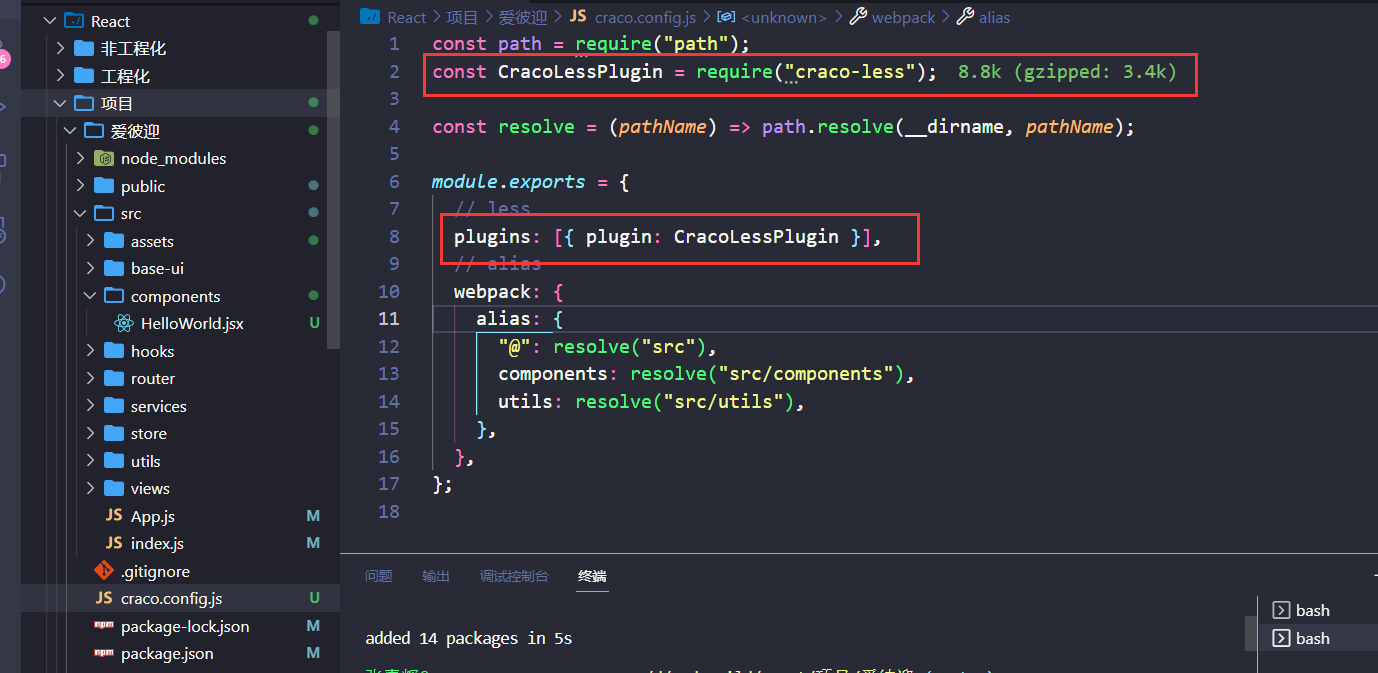 React
非工程化
工程化
项目
爱彼迎
node_modules
public
src
assets
base-ui
components
HelloWorld.jsx U
hooks
router
services
store
utils
views
JS App.js M
JS index.js M
.gitignore
JS craco.config.js U
npm package-lock.json M
npm package.json M
6
React > 项目 > 爱彼迎 > JS craco.config.js > <unknown> > webpack > alias
1 const path = require("path");
2 const CracoLessPlugin = require("craco-less"); 8.8k (gzipped: 3.4k)
3
4 const resolve = (pathName) => path.resolve(__dirname, pathName);
5
6 module.exports = {
7 // less
8 plugins: [{ plugin: CracoLessPlugin }],
9 // alias
10 webpack: {
11 alias: {
12 "@": resolve("src"),
13 components: resolve("src/components"),
14 utils: resolve("src/utils"),
15 },
16 },
17 };
18
问题 输出 调试控制台 终端
added 14 packages in 5s
bash
bash